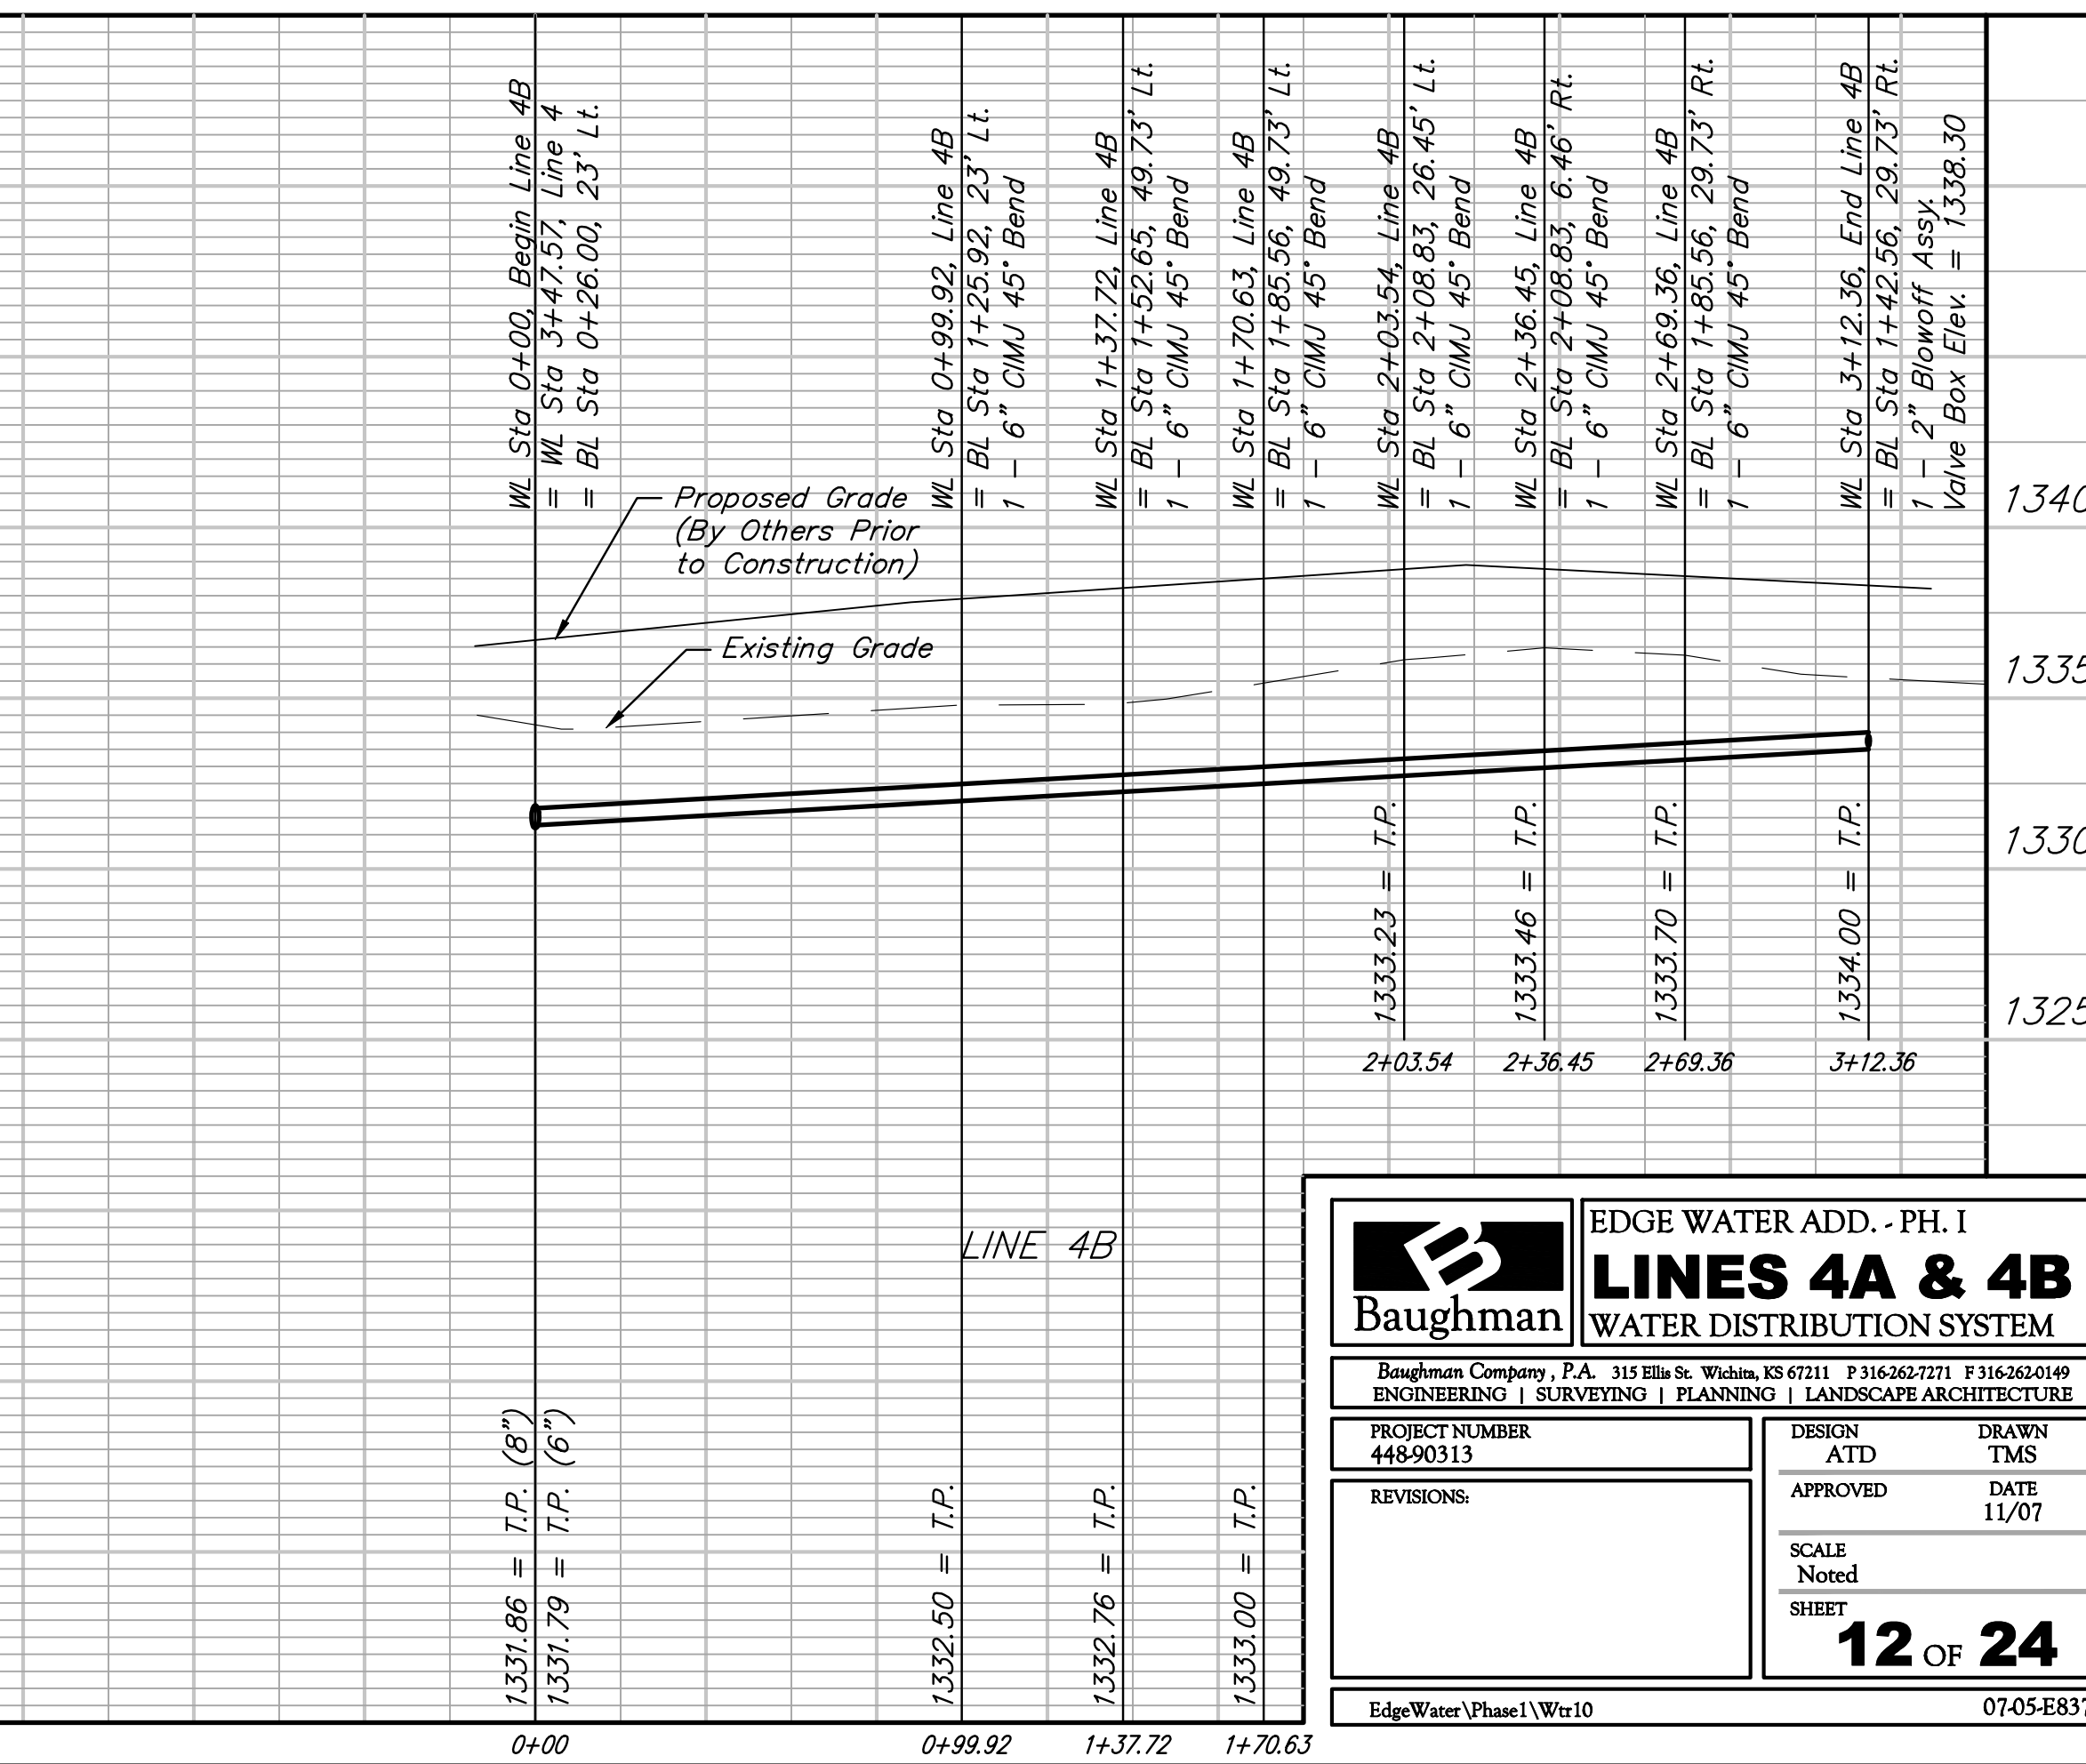 WL Sta 0+00, Begin Line 4B
= WL Sta 3+47.57, Line 4
= BL Sta 0+26.00, 23' Lt.
WL Sta 0+99.92, Line 4B
= BL Sta 1+25.92, 23' Lt.
1 - 6" CIMJ 45° Bend
WL Sta 1+37.72, Line 4B
= BL Sta 1+52.65, 49.73' Lt.
1 - 6" CIMJ 45° Bend
WL Sta 1+70.63, Line 4B
= BL Sta 1+85.56, 49.73' Lt.
1 - 6" CIMJ 45° Bend
WL Sta 2+03.54, Line 4B
= BL Sta 2+08.83, 26.45' Lt.
1 - 6" CIMJ 45° Bend
WL Sta 2+36.45, Line 4B
= BL Sta 2+08.83, 6.46' Rt.
1 - 6" CIMJ 45° Bend
WL Sta 2+69.36, Line 4B
= BL Sta 1+85.56, 29.73' Rt.
1 - 6" CIMJ 45° Bend
WL Sta 3+12.36, End Line 4B
= BL Sta 1+42.56, 29.73' Rt.
1 - 2" Blowoff Assy.
Valve Box Elev. = 1338.30
Proposed Grade
(By Others Prior
to Construction)
Existing Grade
1340
1335
1330
1325
1333.23 = T.P.
1333.46 = T.P.
1333.70 = T.P.
1334.00 = T.P.
2+03.54
2+36.45
2+69.36
3+12.36
LINE 4B
1331.86 = T.P. (8")
1331.79 = T.P. (6")
1332.50 = T.P.
1332.76 = T.P.
1333.00 = T.P.
0+00
0+99.92
1+37.72
1+70.63
Baughman
EDGE WATER ADD. - PH. I
LINES 4A & 4B
WATER DISTRIBUTION SYSTEM
Baughman Company, P.A. 315 Ellis St. Wichita, KS 67211 P 316-262-7271 F 316-262-0149
ENGINEERING | SURVEYING | PLANNING | LANDSCAPE ARCHITECTURE
PROJECT NUMBER
448-90313
REVISIONS:
DESIGN
ATD
DRAWN
TMS
APPROVED
DATE
11/07
SCALE
Noted
SHEET
12 OF 24
EdgeWater\Phase1\Wtr10
07-05-E837